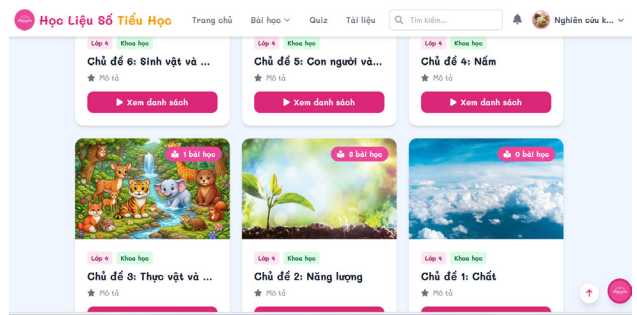 Học Liệu Số Tiểu Học Trang chủ Bài học Quiz Tài liệu Tìm kiếm... Nghiên cứu k...
Lớp 4 Khoa học Lớp 4 Khoa học Lớp 4 Khoa học
Chủ đề 6: Sinh vật và ... Chủ đề 5: Con người và... Chủ đề 4: Nấm
Mô tả Mô tả Mô tả
Xem danh sách Xem danh sách Xem danh sách
1 bài học 8 bài học 0 bài học
Lớp 4 Khoa học Lớp 4 Khoa học Lớp 4 Khoa học
Chủ đề 3: Thực vật và ... Chủ đề 2: Năng lượng Chủ đề 1: Chất
Mô tả Mô tả Mô tả